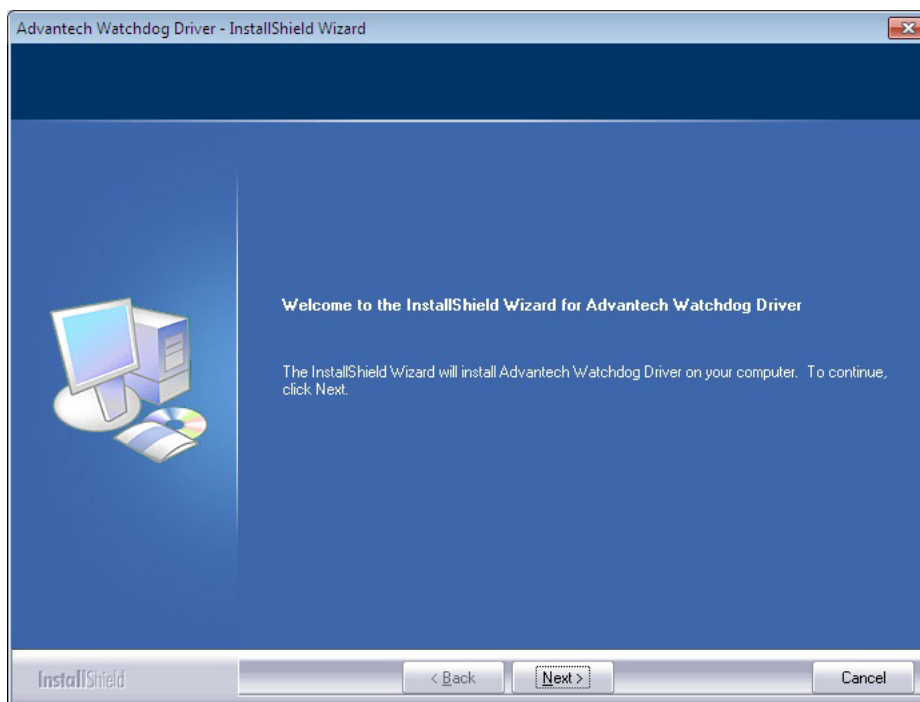 Advantech Watchdog Driver - InstallShield Wizard
Welcome to the InstallShield Wizard for Advantech Watchdog Driver
The InstallShield Wizard will install Advantech Watchdog Driver on your computer. To continue,
click Next.
InstallShield
< Back
Next >
Cancel